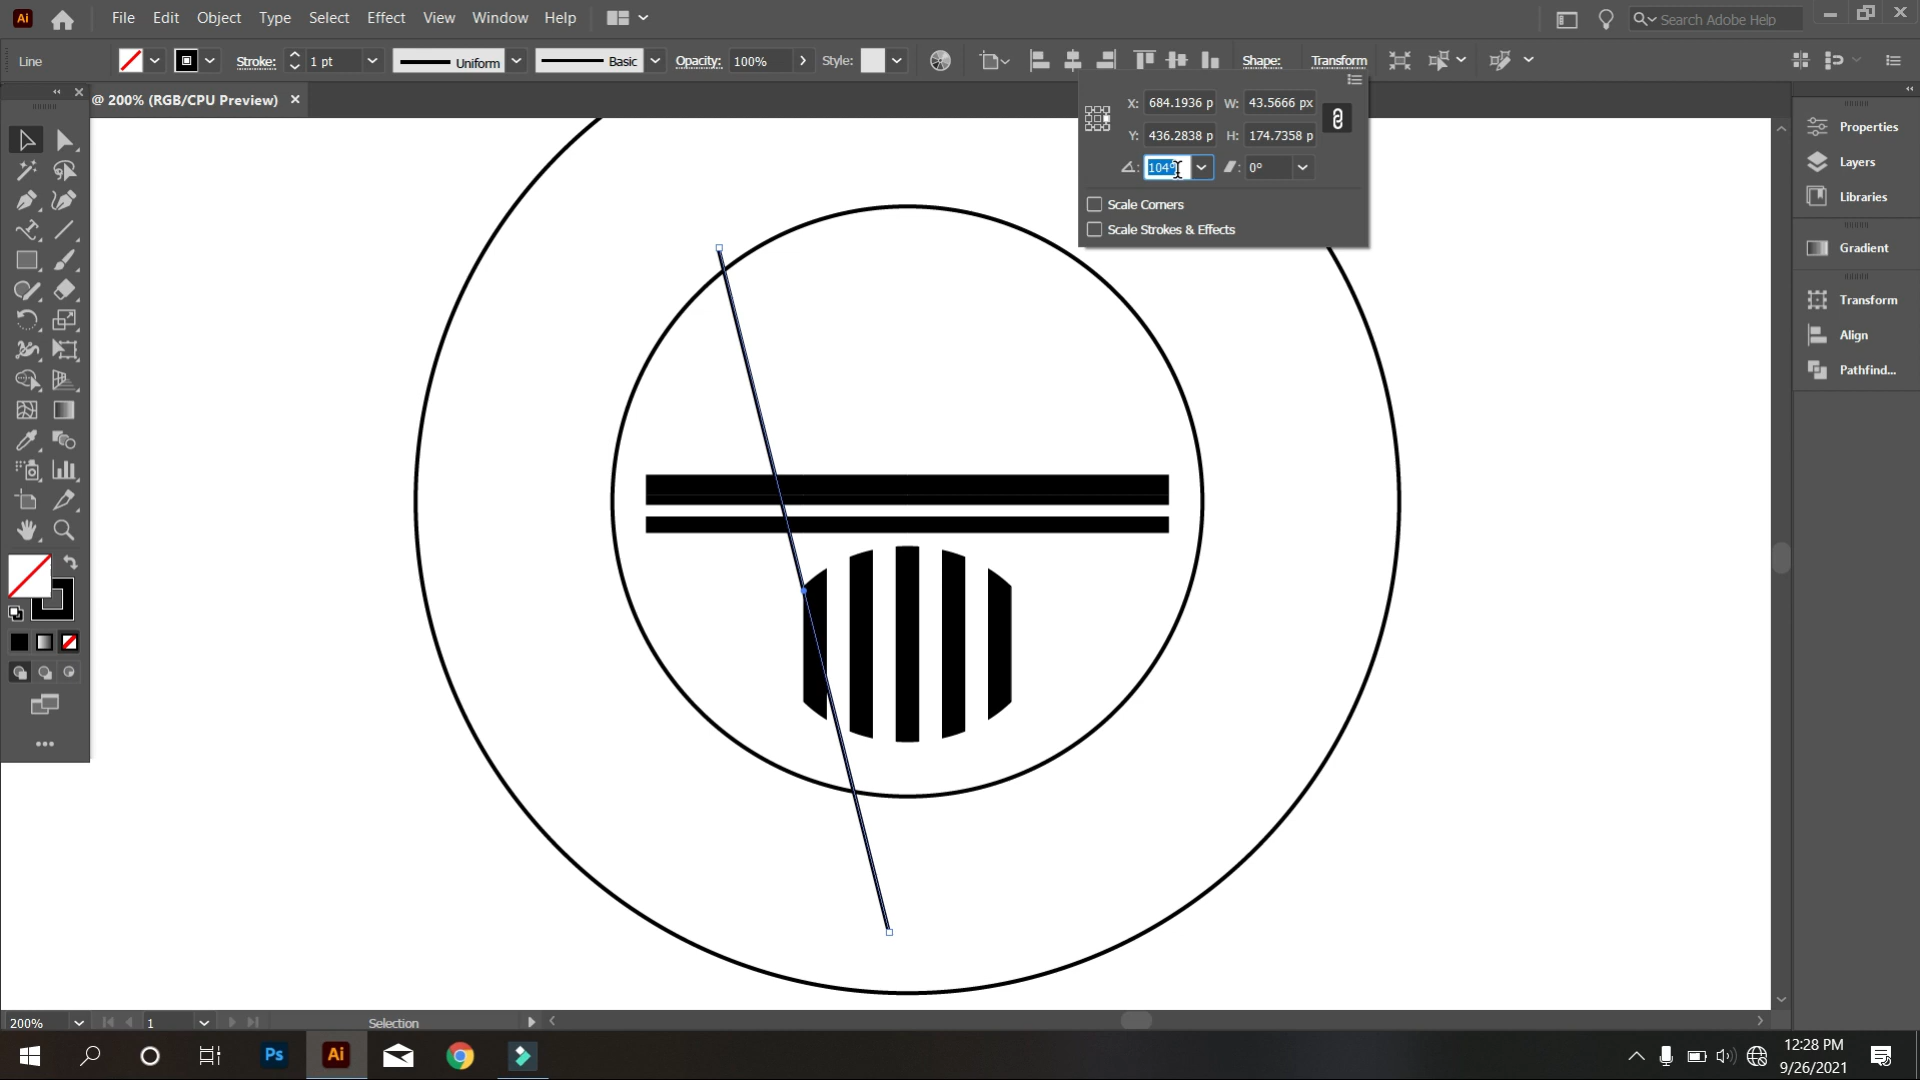 Ai File Edit Object Type Select Effect View Window Help Search Adobe Help
Line Stroke: 1 pt Uniform Basic Opacity: 100% Style: Shape: Transform
@ 200% (RGB/CPU Preview)
X: 684.1936 p W: 43.5666 px
Y: 436.2838 p H: 174.7358 p
104° 0°
Scale Corners
Scale Strokes & Effects
Properties
Layers
Libraries
Gradient
Transform
Align
Pathfind...
200% 1 Selection
Ps Ai
12:28 PM
9/26/2021